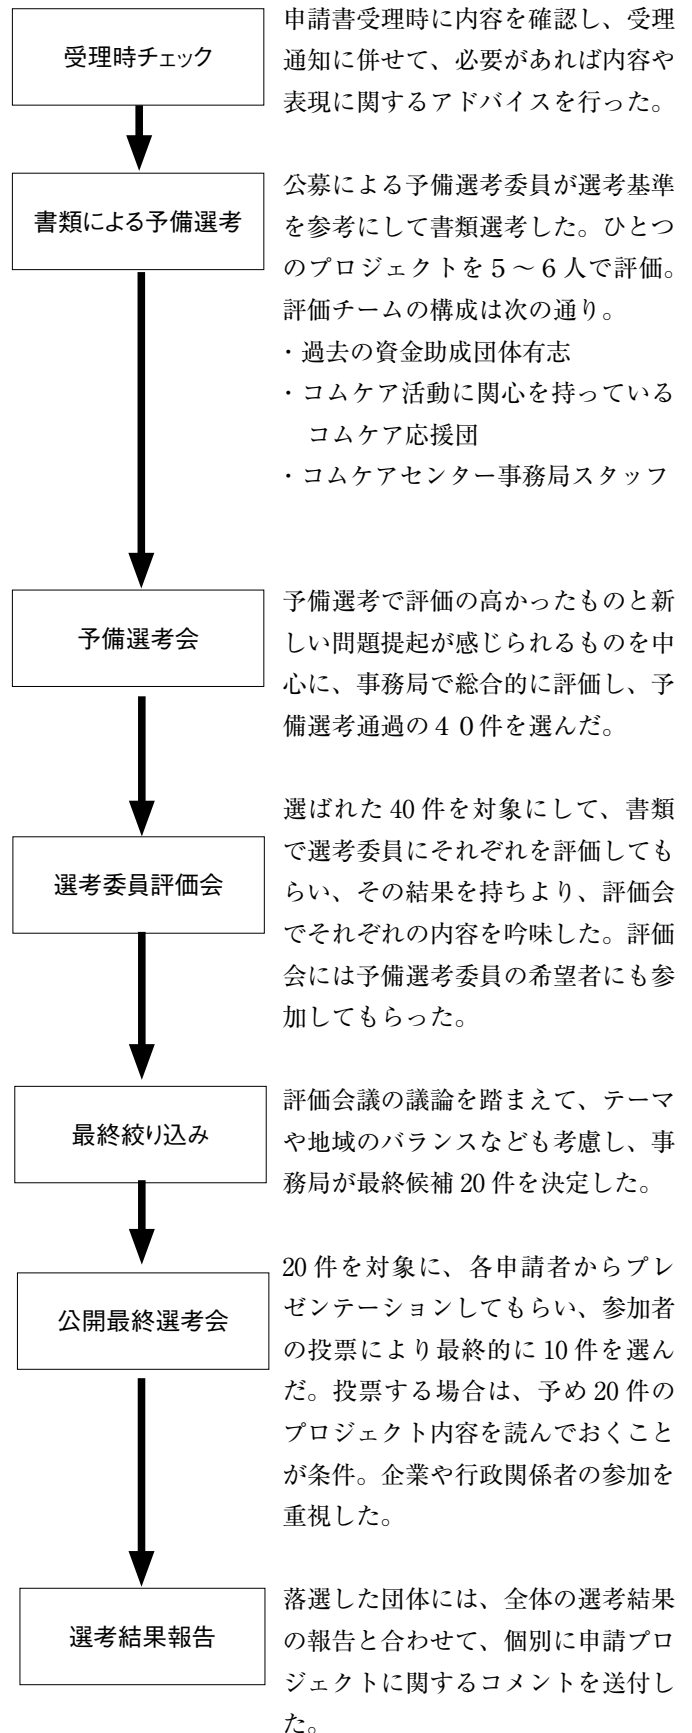 受理時チェック
申請書受理時に内容を確認し、受理
通知に併せて、必要があれば内容や
表現に関するアドバイスを行った。
書類による予備選考
公募による予備選考委員が選考基準
を参考にして書類選考した。ひとつ
のプロジェクトを５～６人で評価。
評価チームの構成は次の通り。
・過去の資金助成団体有志
・コムケア活動に関心を持っている
コムケア応援団
・コムケアセンター事務局スタッフ
予備選考会
予備選考で評価の高かったものと新
しい問題提起が感じられるものを中
心に、事務局で総合的に評価し、予
備選考通過の４０件を選んだ。
選考委員評価会
選ばれた 40 件を対象にして、書類
で選考委員にそれぞれを評価しても
らい、その結果を持ちより、評価会
でそれぞれの内容を吟味した。評価
会には予備選考委員の希望者にも参
加してもらった。
最終絞り込み
評価会議の議論を踏まえて、テーマ
や地域のバランスなども考慮し、事
務局が最終候補 20 件を決定した。
公開最終選考会
20 件を対象に、各申請者からプレ
ゼンテーションしてもらい、参加者
の投票により最終的に 10 件を選ん
だ。投票する場合は、予め 20 件の
プロジェクト内容を読んでおくこと
が条件。企業や行政関係者の参加を
重視した。
選考結果報告
落選した団体には、全体の選考結果
の報告と合わせて、個別に申請プロ
ジェクトに関するコメントを送付し
た。